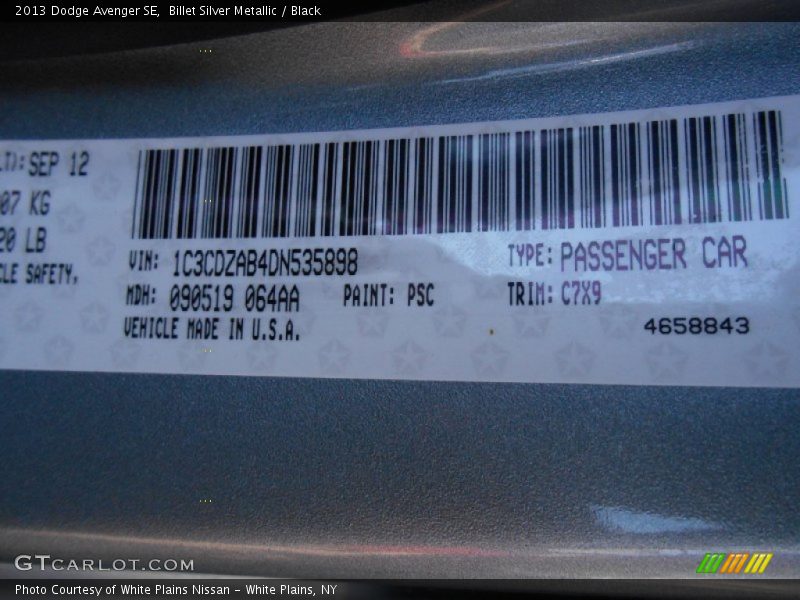 2013 Dodge Avenger SE,  Billet Silver Metallic / Black
SEP 12
07 KG
20 LB
SAFETY,
VIN: 1C3CDZAB4DN535898
TYPE: PASSENGER CAR
MDH: 090519 064AA
PAINT: PSC
TRIM: C7X9
VEHICLE MADE IN U.S.A.
4658843
GTCARLOT.COM
Photo Courtesy of White Plains Nissan - White Plains, NY